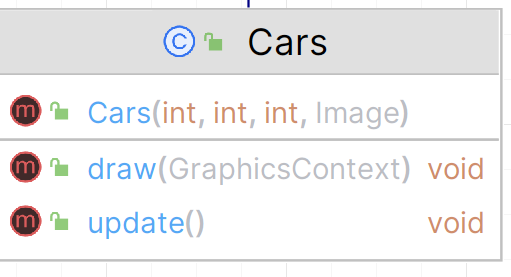 © Cars
m Cars(int, int, int, Image)
m draw(GraphicsContext) void
m update() void